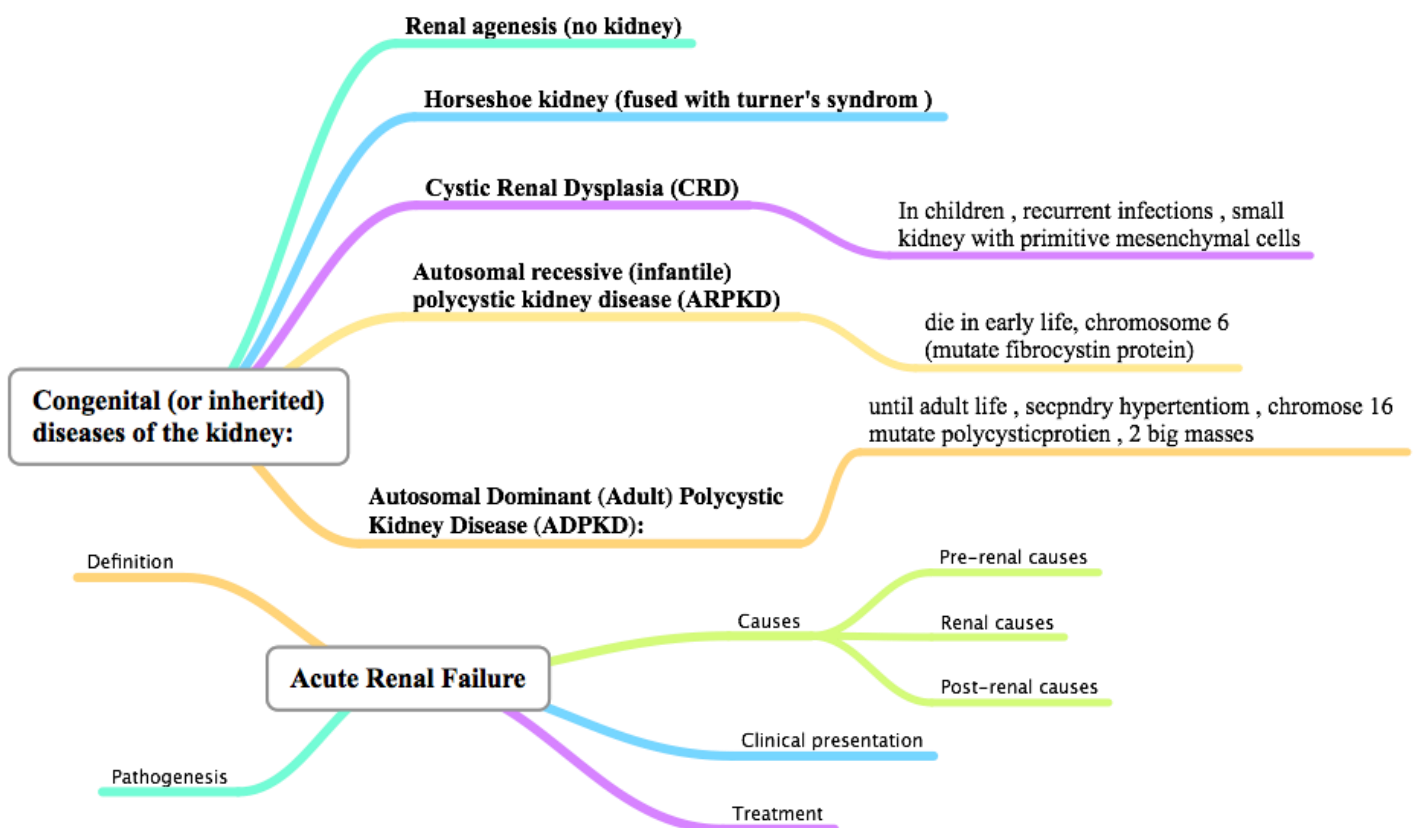 Renal agenesis (no kidney)
Horseshoe kidney (fused with turner's syndrom )
Cystic Renal Dysplasia (CRD)
In children , recurrent infections , small
kidney with primitive mesenchymal cells
Autosomal recessive (infantile)
polycystic kidney disease (ARPKD)
die in early life, chromosome 6
(mutate fibrocystin protein)
Congenital (or inherited)
diseases of the kidney:
until adult life , secpndry hypertentiom , chromose 16
mutate polycysticprotien , 2 big masses
Autosomal Dominant (Adult) Polycystic
Kidney Disease (ADPKD):
Definition
Pre-renal causes
Causes
Renal causes
Acute Renal Failure
Post-renal causes
Clinical presentation
Pathogenesis
Treatment